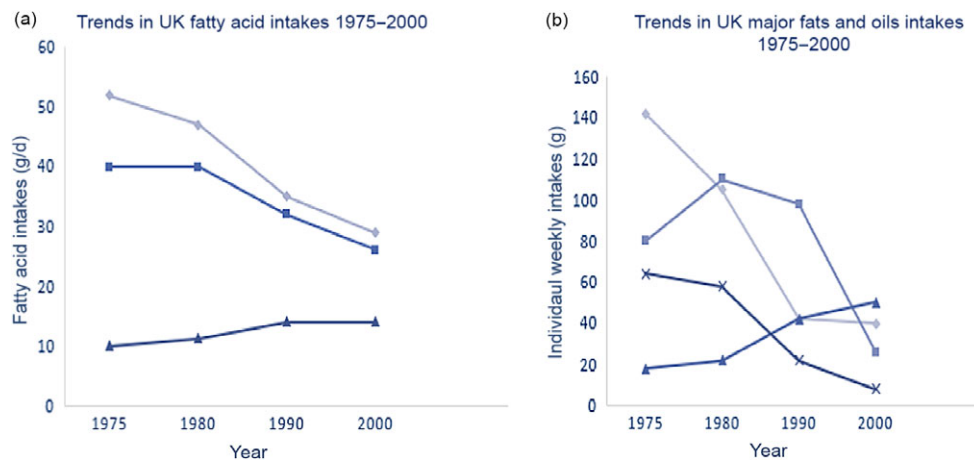 (a)
Trends in UK fatty acid intakes 1975–2000
60
50
40
30
20
10
0
Fatty acid intakes (g/d)
1975 1980 1990 2000
Year
(b)
Trends in UK major fats and oils intakes
1975–2000
160
140
120
100
80
60
40
20
0
Individaul weekly intakes (g)
1975 1980 1990 2000
Year